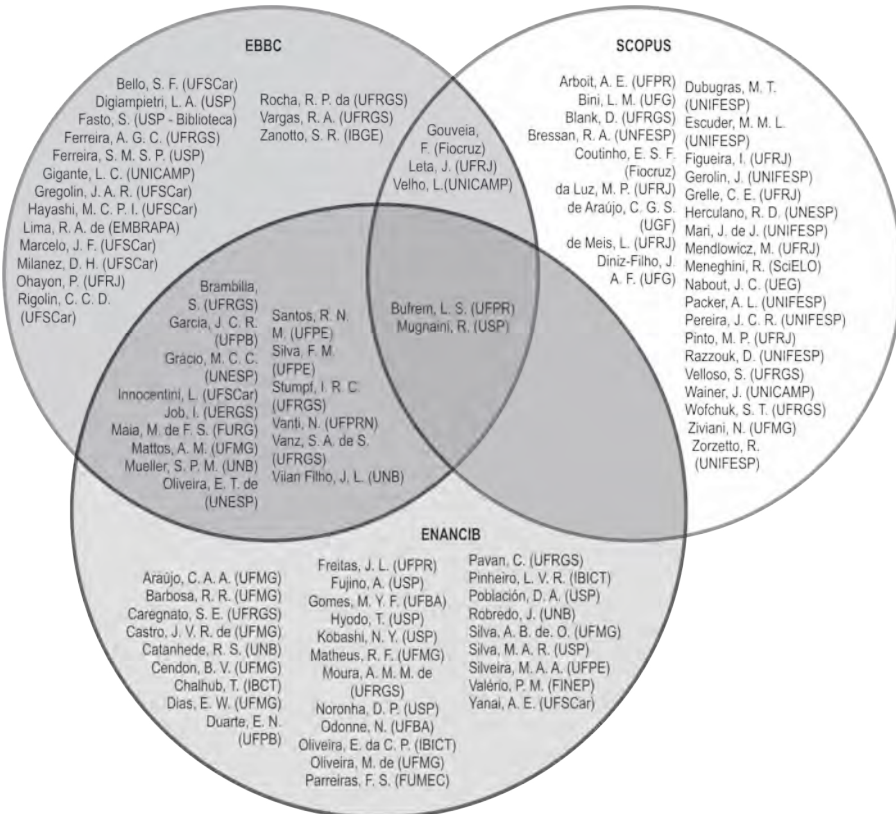 EBBC
Bello, S. F. (UFSCar)
Digiampietri, L. A. (USP)
Fasto, S. (USP - Biblioteca)
Ferreira, A. G. C. (UFRGS)
Ferreira, S. M. S. P. (USP)
Gigante, L. C. (UNICAMP)
Gregolin, J. A. R. (UFSCar)
Hayashi, M. C. P. I. (UFSCar)
Lima, R. A. de (EMBRAPA)
Marcelo, J. F. (UFSCar)
Milanez, D. H. (UFSCar)
Ohayon, P. (UFRJ)
Rigolin, C. C. D.
(UFSCar)
Rocha, R. P. da (UFRGS)
Vargas, R. A. (UFRGS)
Zanotto, S. R. (IBGE)
Gouveia,
F. (Fiocruz)
Leta, J. (UFRJ)
Velho, L.(UNICAMP)
SCOPUS
Arboit, A. E. (UFPR)
Bini, L. M. (UFG)
Blank, D. (UFRGS)
Bressan, R. A. (UNFESP)
Coutinho, E. S. F.
(Fiocruz)
da Luz, M. P. (UFRJ)
de Araújo, C. G. S.
(UGF)
de Meis, L. (UFRJ)
Diniz-Filho, J.
A. F. (UFG)
Dubugras, M. T.
(UNIFESP)
Escuder, M. M. L.
(UNIFESP)
Figueira, I. (UFRJ)
Gerolin, J. (UNIFESP)
Grelle, C. E. (UFRJ)
Herculano, R. D. (UNESP)
Mari, J. de J. (UNIFESP)
Mendlowicz, M. (UFRJ)
Meneghini, R. (SciELO)
Nabout, J. C. (UEG)
Packer, A. L. (UNIFESP)
Pereira, J. C. R. (UNIFESP)
Pinto, M. P. (UFRJ)
Razzouk, D. (UNIFESP)
Velloso, S. (UFRGS)
Wainer, J. (UNICAMP)
Wofchuk, S. T. (UFRGS)
Ziviani, N. (UFMG)
Zorzetto, R.
(UNIFESP)
Brambilia,
S. (UFRGS)
Garcia, J. C. R.
(UFPB)
Grácio, M. C. C.
(UNESP)
Innocentini, L. (UFSCar)
Job, I. (UERGS)
Maia, M. de F. S. (FURG)
Mattos, A. M. (UFMG)
Mueller, S. P. M. (UNB)
Oliveira, E. T. de
(UNESP)
Santos, R. N.
M. (UFPE)
Silva, F. M.
(UFPE)
Stumpf, I. R. C.
(UFRGS)
Vanti, N. (UFPRN)
Vanz, S. A. de S.
(UFRGS)
Vilan Filho, J. L. (UNB)
Bufrem, L. S. (UFPR)
Mugnaini, R. (USP)
ENANCIB
Araújo, C. A. A. (UFMG)
Barbosa, R. R. (UFMG)
Caregnato, S. E. (UFRGS)
Castro, J. V. R. de (UFMG)
Catanhede, R. S. (UNB)
Cendon, B. V. (UFMG)
Chalhub, T. (IBCT)
Dias, E. W. (UFMG)
Duarte, E. N.
(UFPB)
Freitas, J. L. (UFPR)
Fujino, A. (USP)
Gomes, M. Y. F. (UFBA)
Hyodo, T. (USP)
Kobashi, N. Y. (USP)
Matheus, R. F. (UFMG)
Moura, A. M. M. de
(UFRGS)
Noronha, D. P. (USP)
Odonne, N. (UFBA)
Oliveira, E. da C. P. (IBICT)
Oliveira, M. de (UFMG)
Parreiras, F. S. (FUMEC)
Pavan, C. (UFRGS)
Pinheiro, L. V. R. (IBICT)
Población, D. A. (USP)
Robredo, J. (UNB)
Silva, A. B. de. O. (UFMG)
Silva, M. A. R. (USP)
Silveira, M. A. A. (UFPE)
Valério, P. M. (FINEP)
Yanai, A. E. (UFSCar)